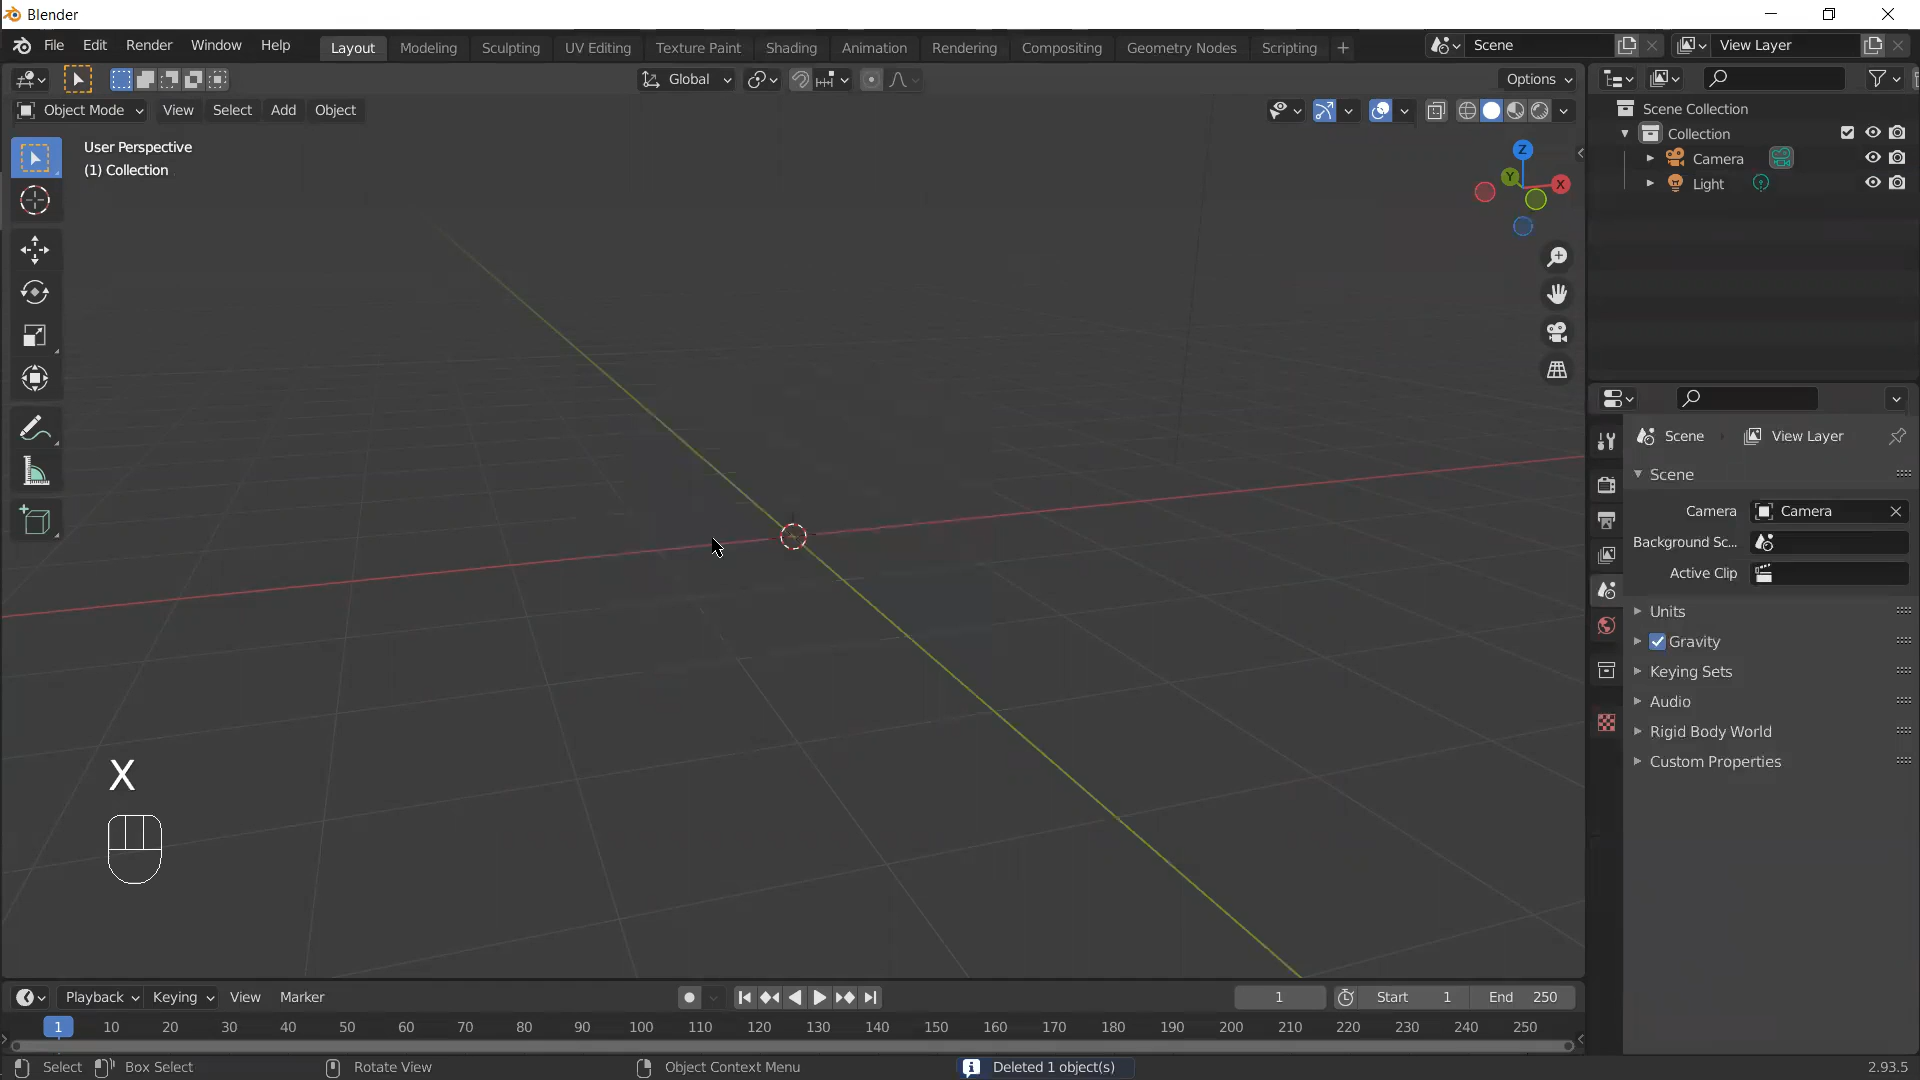 Blender
File Edit Render Window Help Layout Modeling Sculpting UV Editing Texture Paint Shading Animation Rendering Compositing Geometry Nodes Scripting + Scene View Layer
Global Options
Object Mode View Select Add Object
User Perspective
(1) Collection
Z
Y
X
Scene Collection
Collection
Camera
Light
Scene View Layer
Scene
Camera Camera
Background Sc...
Active Clip
Units
Gravity
Keying Sets
Audio
Rigid Body World
Custom Properties
X
Playback Keying View Marker 1 Start 1 End 250
1 10 20 30 40 50 60 70 80 90 100 110 120 130 140 150 160 170 180 190 200 210 220 230 240 250
Select Box Select Rotate View Object Context Menu Deleted 1 object(s) 2.93.5